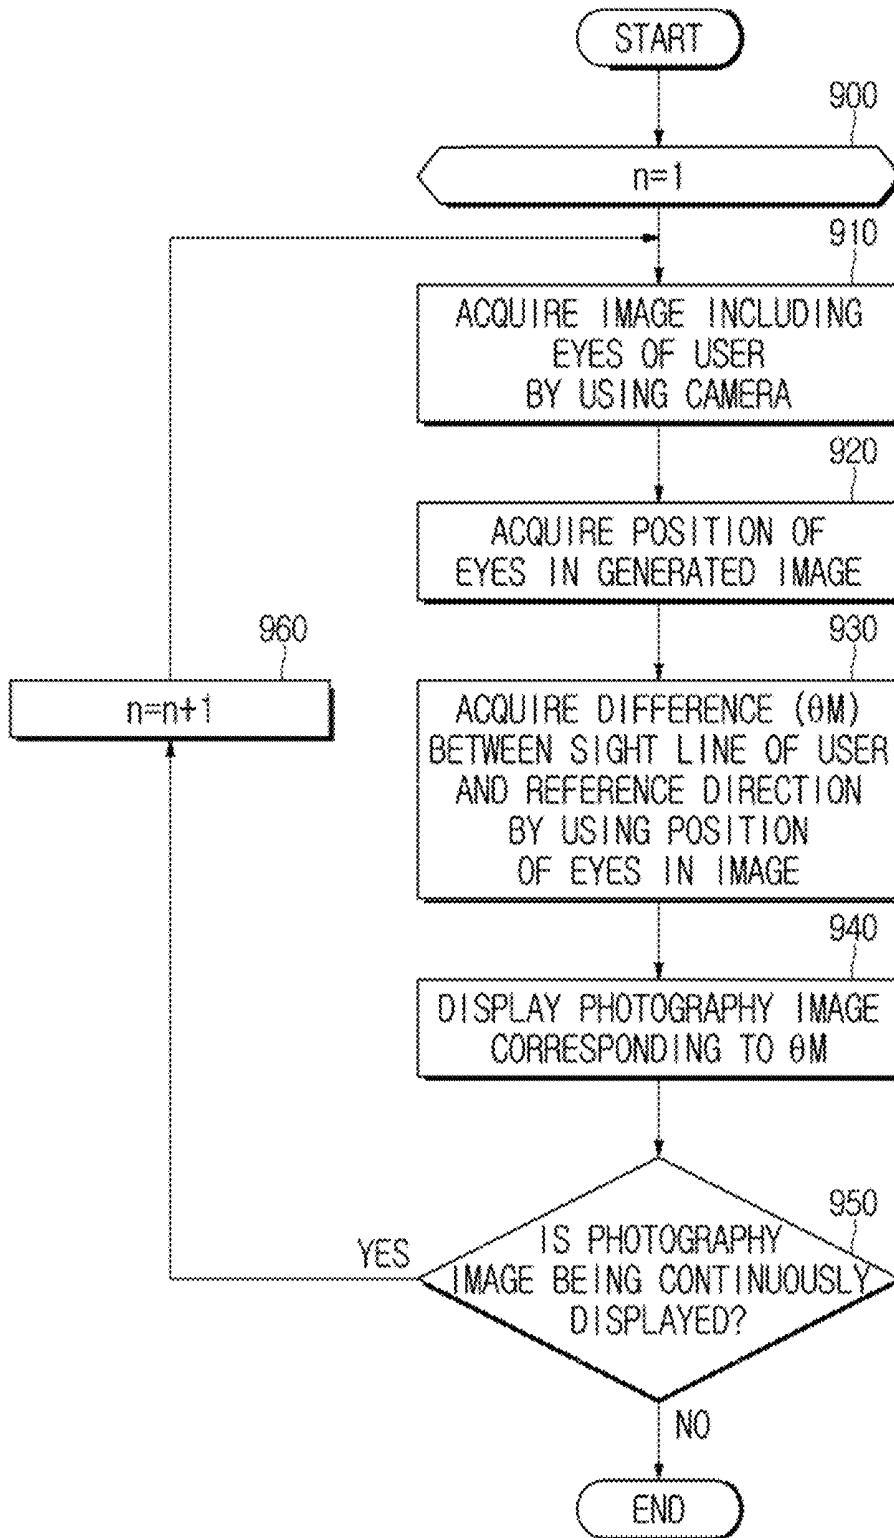 START
900
n=1
910
ACQUIRE IMAGE INCLUDING
EYES OF USER
BY USING CAMERA
920
ACQUIRE POSITION OF
EYES IN GENERATED IMAGE
960
n=n+1
930
ACQUIRE DIFFERENCE (θM)
BETWEEN SIGHT LINE OF USER
AND REFERENCE DIRECTION
BY USING POSITION
OF EYES IN IMAGE
940
DISPLAY PHOTOGRAPHY IMAGE
CORRESPONDING TO θM
950
IS PHOTOGRAPHY
IMAGE BEING CONTINUOUSLY
DISPLAYED?
YES
NO
END